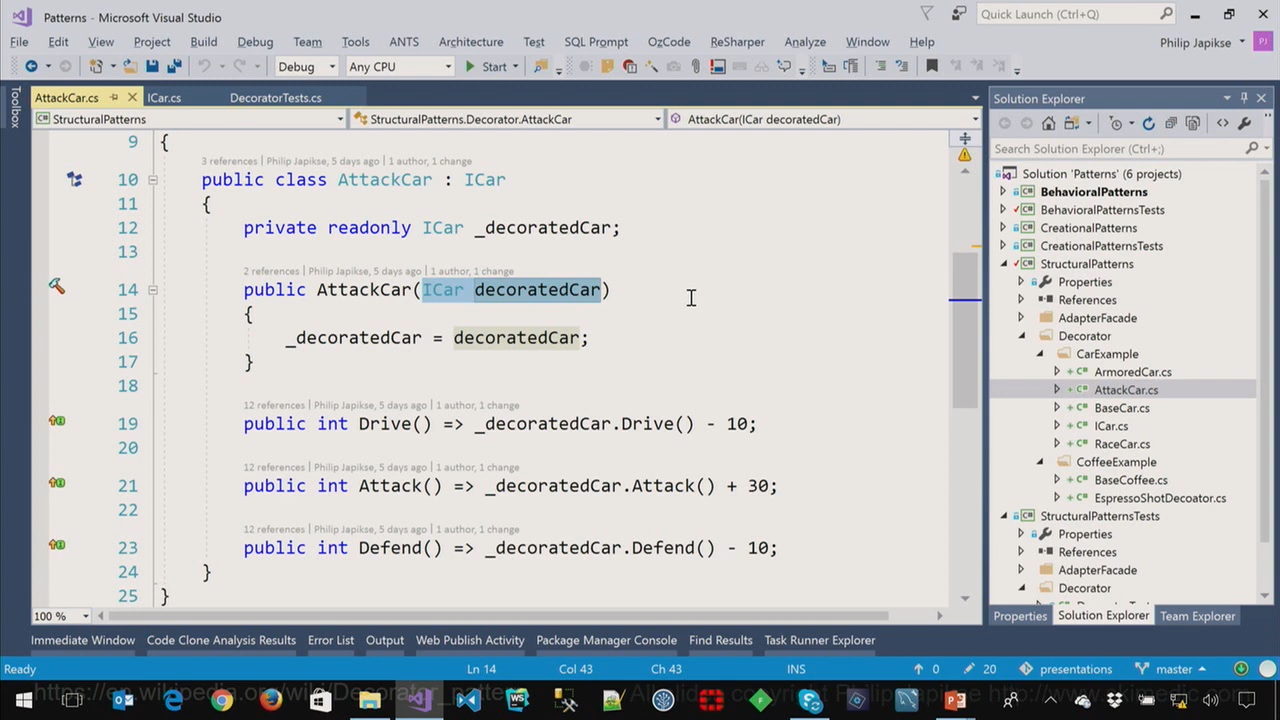 Patterns - Microsoft Visual Studio
Quick Launch (Ctrl+Q)
File Edit View Project Build Debug Team Tools ANTS Architecture Test SQL Prompt OzCode ReSharper Analyze Window Help
Philip Japikse
PJ
Debug Any CPU Start
Toolbox
AttackCar.cs ICar.cs DecoratorTests.cs
StructuralPatterns StructuralPatterns.Decorator.AttackCar AttackCar(ICar decoratedCar)
9 {
3 references | Philip Japikse, 5 days ago | 1 author, 1 change
10 public class AttackCar : ICar
11 {
12 private readonly ICar _decoratedCar;
13
2 references | Philip Japikse, 5 days ago | 1 author, 1 change
14 public AttackCar(ICar decoratedCar)
15 {
16 _decoratedCar = decoratedCar;
17 }
18
12 references | Philip Japikse, 5 days ago | 1 author, 1 change
19 public int Drive() => _decoratedCar.Drive() - 10;
20
12 references | Philip Japikse, 5 days ago | 1 author, 1 change
21 public int Attack() => _decoratedCar.Attack() + 30;
22
12 references | Philip Japikse, 5 days ago | 1 author, 1 change
23 public int Defend() => _decoratedCar.Defend() - 10;
24 }
25 }
100 %
Solution Explorer
Search Solution Explorer (Ctrl+;)
Solution 'Patterns' (6 projects)
C# BehavioralPatterns
C# BehavioralPatternsTests
C# CreationalPatterns
C# CreationalPatternsTests
C# StructuralPatterns
Properties
References
AdapterFacade
Decorator
CarExample
C# ArmoredCar.cs
C# AttackCar.cs
C# BaseCar.cs
C# ICar.cs
C# RaceCar.cs
CoffeeExample
C# BaseCoffee.cs
C# EspressoShotDecoator.cs
C# StructuralPatternsTests
Properties
References
AdapterFacade
Decorator
Properties Solution Explorer Team Explorer
Immediate Window Code Clone Analysis Results Error List Output Web Publish Activity Package Manager Console Find Results Task Runner Explorer
Ready Ln 14 Col 43 Ch 43 INS 0 20 presentations master